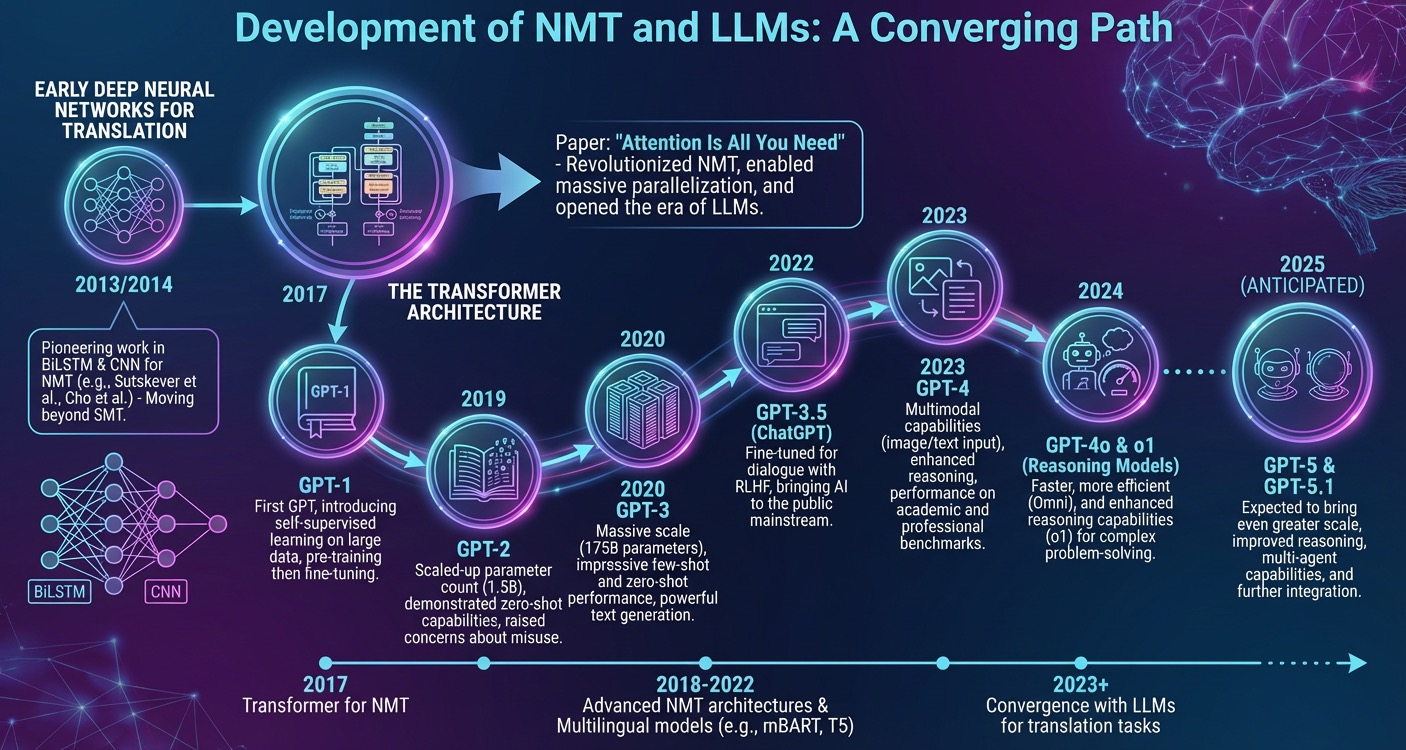 Development of NMT and LLMs: A Converging Path
EARLY DEEP NEURAL
NETWORKS FOR
TRANSLATION
2013/2014
Pioneering work in
BiLSTM & CNN for
NMT (e.g., Sutskever et
al., Cho et al.) - Moving
beyond SMT.
BiLSTM
CNN
2017
THE TRANSFORMER
ARCHITECTURE
Paper: "Attention Is All You Need"
- Revolutionized NMT, enabled
massive parallelization, and
opened the era of LLMs.
GPT-1
GPT-1
First GPT, introducing
self-supervised
learning on large
data, pre-training
then fine-tuning.
2019
GPT-2
Scaled-up parameter
count (1.5B),
demonstrated zero-shot
capabilities, raised
concerns about misuse.
2020
2020
GPT-3
Massive scale
(175B parameters),
imprsssive few-shot
and zero-shot
performance, powerful
text generation.
2022
GPT-3.5
(ChatGPT)
Fine-tuned for
dialogue with
RLHF, bringing AI
to the public
mainstream.
2023
2023
GPT-4
Multimodal
capabilities
(image/text input),
enhanced
reasoning,
performance on
academic and
professional
benchmarks.
2024
GPT-4o & o1
(Reasoning Models)
Faster, more efficient
(Omni), and enhanced
reasoning capabilities
(o1) for complex
problem-solving.
2025
(ANTICIPATED)
GPT-5 &
GPT-5.1
Expected to bring
even greater scale,
improved reasoning,
multi-agent
capabilities, and
further integration.
2017
Transformer for NMT
2018-2022
Advanced NMT architectures &
Multilingual models (e.g., mBART, T5)
2023+
Convergence with LLMs
for translation tasks